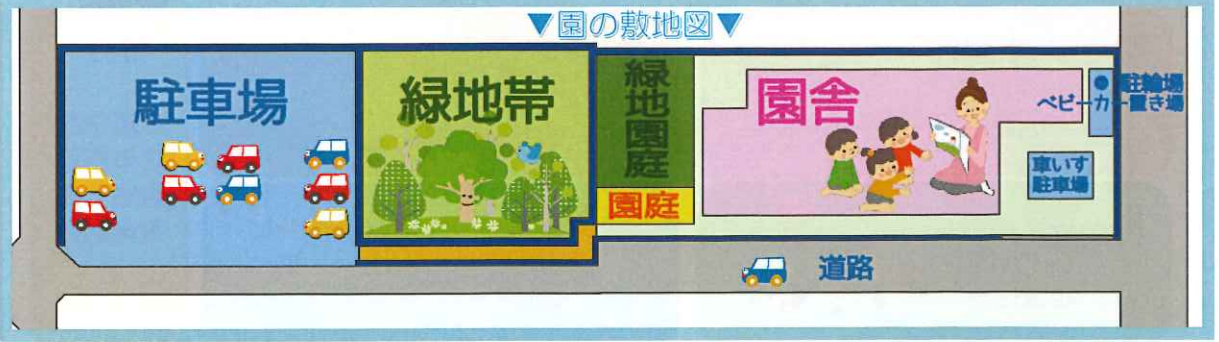 ▼園の敷地図▼
駐車場
緑地帯
緑地園庭
園庭
園舎
●駐輪場
ベビーカー置き場
車いす
駐車場
道路